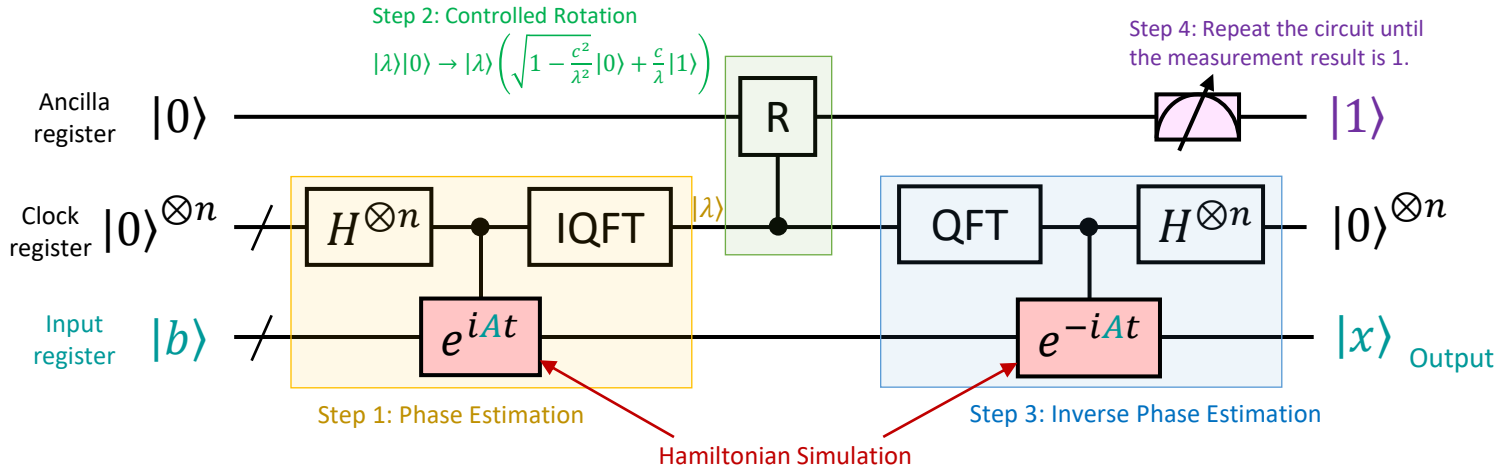 Step 2: Controlled Rotation
|λ⟩|0⟩ → |λ⟩(√(1 − c²/λ²)|0⟩ + c/λ|1⟩)
Step 4: Repeat the circuit until
the measurement result is 1.
Ancilla
register
|0⟩
R
|1⟩
Clock
register
|0⟩^⊗n
H^⊗n
IQFT
|λ⟩
QFT
H^⊗n
|0⟩^⊗n
Input
register
|b⟩
e^iAt
e^−iAt
|x⟩
Output
Step 1: Phase Estimation
Step 3: Inverse Phase Estimation
Hamiltonian Simulation